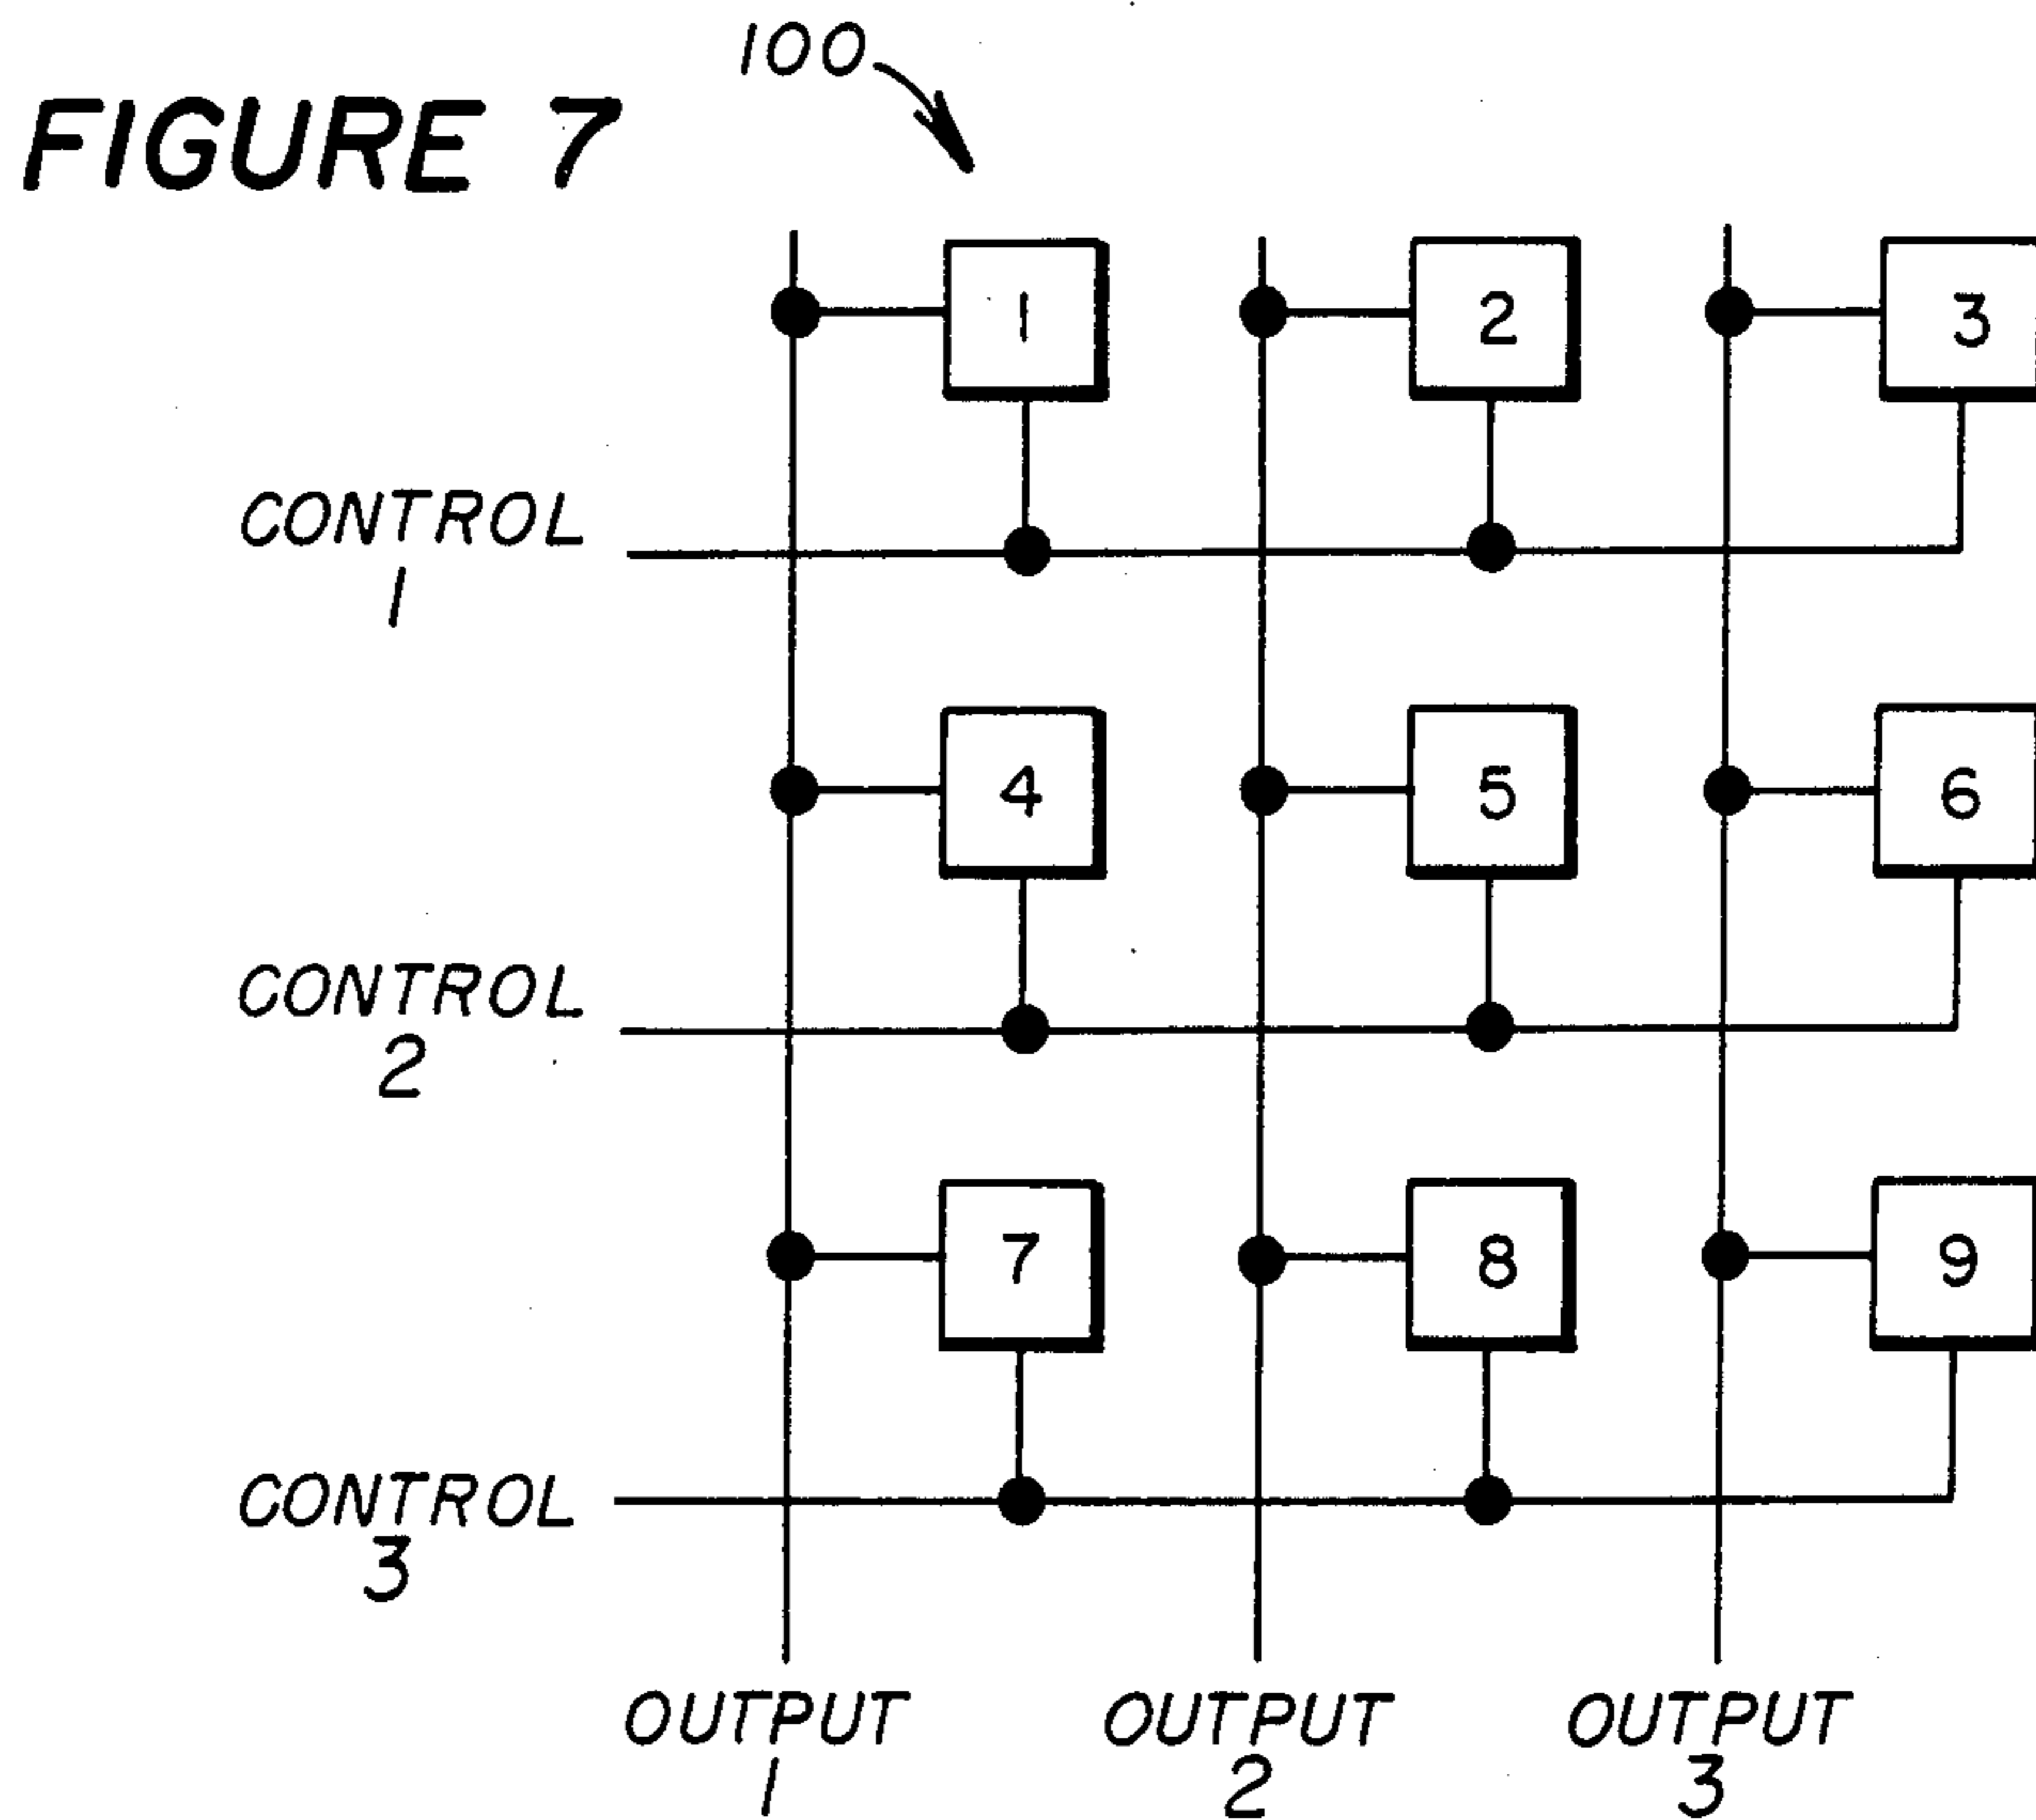 100
FIGURE 7
1 2 3
CONTROL
1
4 5 6
CONTROL
2
7 8 9
CONTROL
3
OUTPUT OUTPUT OUTPUT
1 2 3